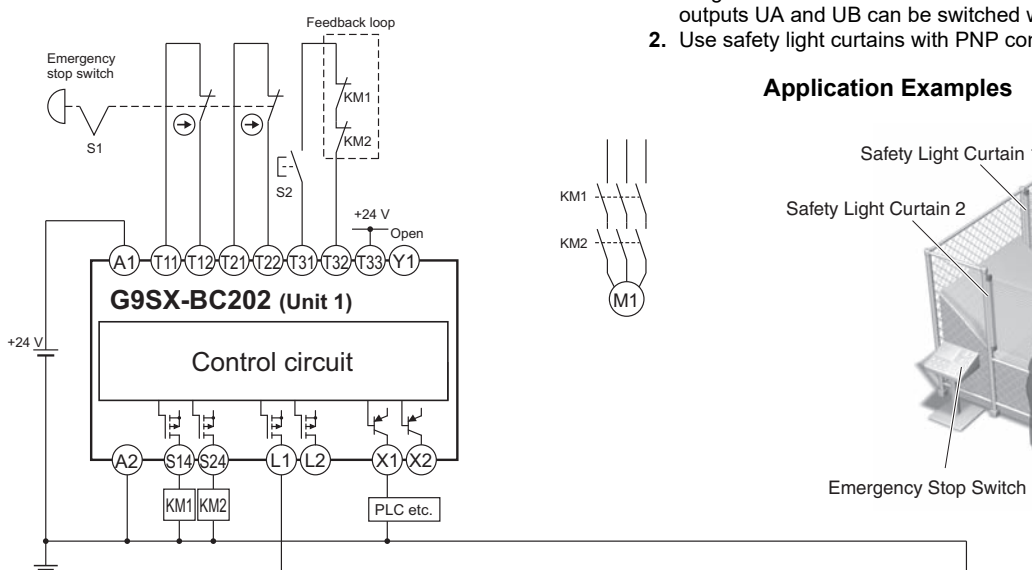 outputs UA and UB can be switched
2. Use safety light curtains with PNP
Application Examples
Feedback loop
Emergency
stop switch
S1
KM1
KM2
S2
+24 V
Open
A1 T11 T12 T21 T22 T31 T32 T33 Y1
G9SX-BC202 (Unit 1)
Control circuit
+24 V
A2 S14 S24 L1 L2 X1 X2
KM1 KM2
PLC etc.
KM1
KM2
M1
Safety Light Curtain
Safety Light Curtain 2
Emergency Stop Switch